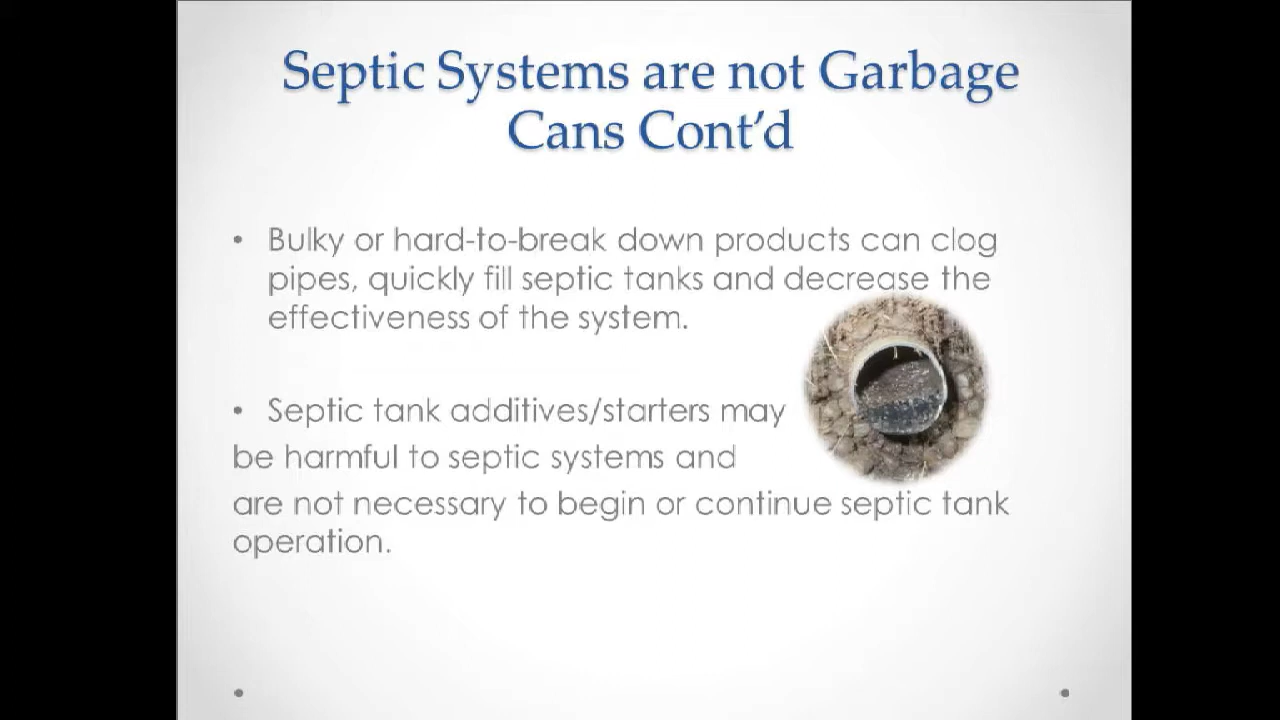 Septic Systems are not Garbage
Cans Cont'd
• Bulky or hard-to-break down products can clog
pipes, quickly fill septic tanks and decrease the
effectiveness of the system.
• Septic tank additives/starters may
be harmful to septic systems and
are not necessary to begin or continue septic tank
operation.